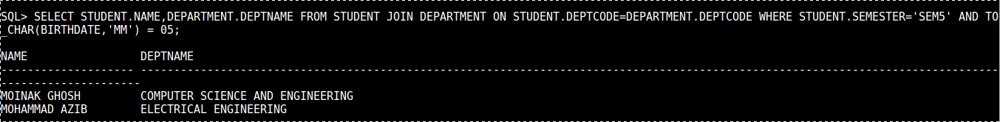 SQL> SELECT STUDENT.NAME,DEPARTMENT.DEPTNAME FROM STUDENT JOIN DEPARTMENT ON STUDENT.DEPTCODE=DEPARTMENT.DEPTCODE WHERE STUDENT.SEMESTER='SEM5' AND TO
_CHAR(BIRTHDATE,'MM') = 05;
NAME DEPTNAME
-------------------- ---------------------------------------------------------------------------------------------------------------------------------
---------------------
MOINAK GHOSH COMPUTER SCIENCE AND ENGINEERING
MOHAMMAD AZIB ELECTRICAL ENGINEERING